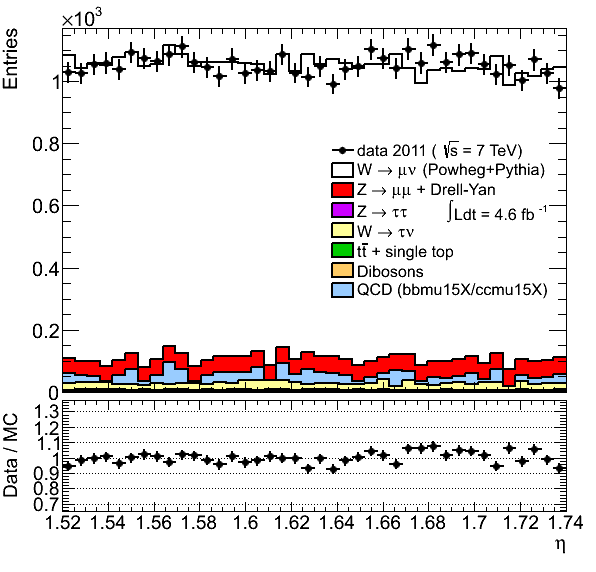 ×10³
Entries
1
0.8
0.6
0.4
0.2
0
data 2011 ( √s = 7 TeV)
W → μν (Powheg+Pythia)
Z → μμ + Drell-Yan
Z → ττ
∫Ldt = 4.6 fb⁻¹
W → τν
tt̄ + single top
Dibosons
QCD (bbmu15X/ccmu15X)
Data / MC
1.3
1.2
1.1
1
0.9
0.8
0.7
1.52 1.54 1.56 1.58 1.6 1.62 1.64 1.66 1.68 1.7 1.72 1.74
η